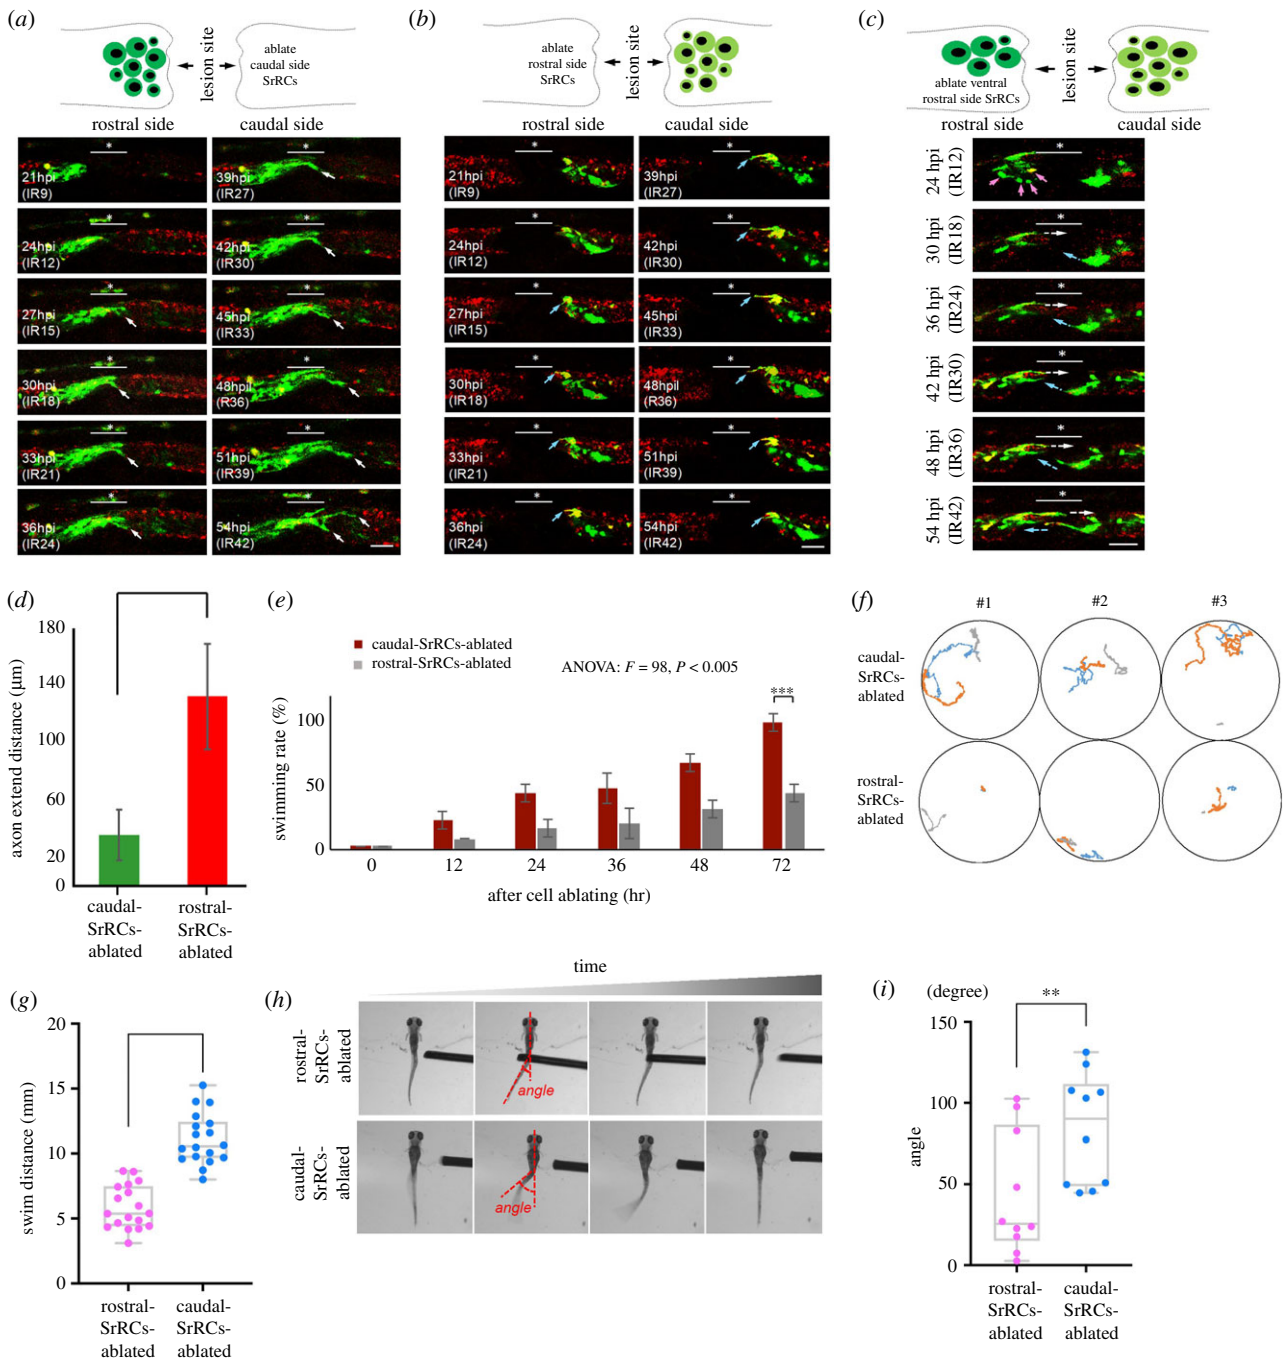 (a)
ablate
caudal side
SrRCs
lesion site
rostral side
caudal side
*
*
21hpi
(IR9)
39hpi
(IR27)
*
*
24hpi
(IR12)
42hpi
(IR30)
*
*
27hpi
(IR15)
45hpi
(IR33)
*
*
30hpi
(IR18)
48hpi
(R36)
*
*
33hpi
(IR21)
51hpi
(IR39)
*
*
36hpi
(IR24)
54hpi
(IR42)
(b)
ablate
rostral side
SrRCs
lesion site
rostral side
caudal side
*
*
21hpi
(IR9)
39hpi
(IR27)
*
*
24hpi
(IR12)
42hpi
(IR30)
*
*
27hpi
(IR15)
45hpi
(IR33)
*
*
30hpi
(IR18)
48hpil
(R36)
*
*
33hpi
(IR21)
51hpi
(IR39)
*
*
36hpi
(IR24)
54hpi
(IR42)
(c)
ablate ventral
rostral side SrRCs
lesion site
rostral side
caudal side
24 hpi
(IR12)
*
30 hpi
(IR18)
*
36 hpi
(IR24)
*
42 hpi
(IR30)
*
48 hpi
(IR36)
*
54 hpi
(IR42)
*
(d)
axon extend distance (µm)
180
140
100
60
20
0
caudal-
SrRCs-
ablated
rostral-
SrRCs-
ablated
(e)
caudal-SrRCs-ablated
rostral-SrRCs-ablated
ANOVA: F = 98, P < 0.005
***
swimming rate (%)
100
50
0
0 12 24 36 48 72
after cell ablating (hr)
(f)
#1 #2 #3
caudal-
SrRCs-
ablated
rostral-
SrRCs-
ablated
(g)
swim distance (mm)
20
15
10
5
0
rostral-
SrRCs-
ablated
caudal-
SrRCs-
ablated
(h)
time
rostral-
SrRCs-
ablated
angle
caudal-
SrRCs-
ablated
angle
(i)
(degree)
**
angle
150
100
50
0
rostral-
SrRCs-
ablated
caudal-
SrRCs-
ablated